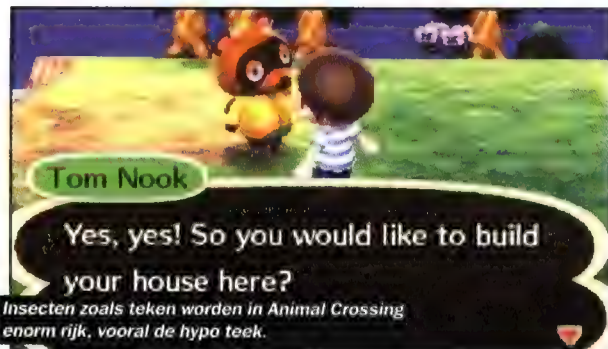 Tom Nook
Yes, yes! So you would like to build
your house here?
Insecten zoals teken worden in Animal Crossing
enorm rijk, vooral de hypo teek.